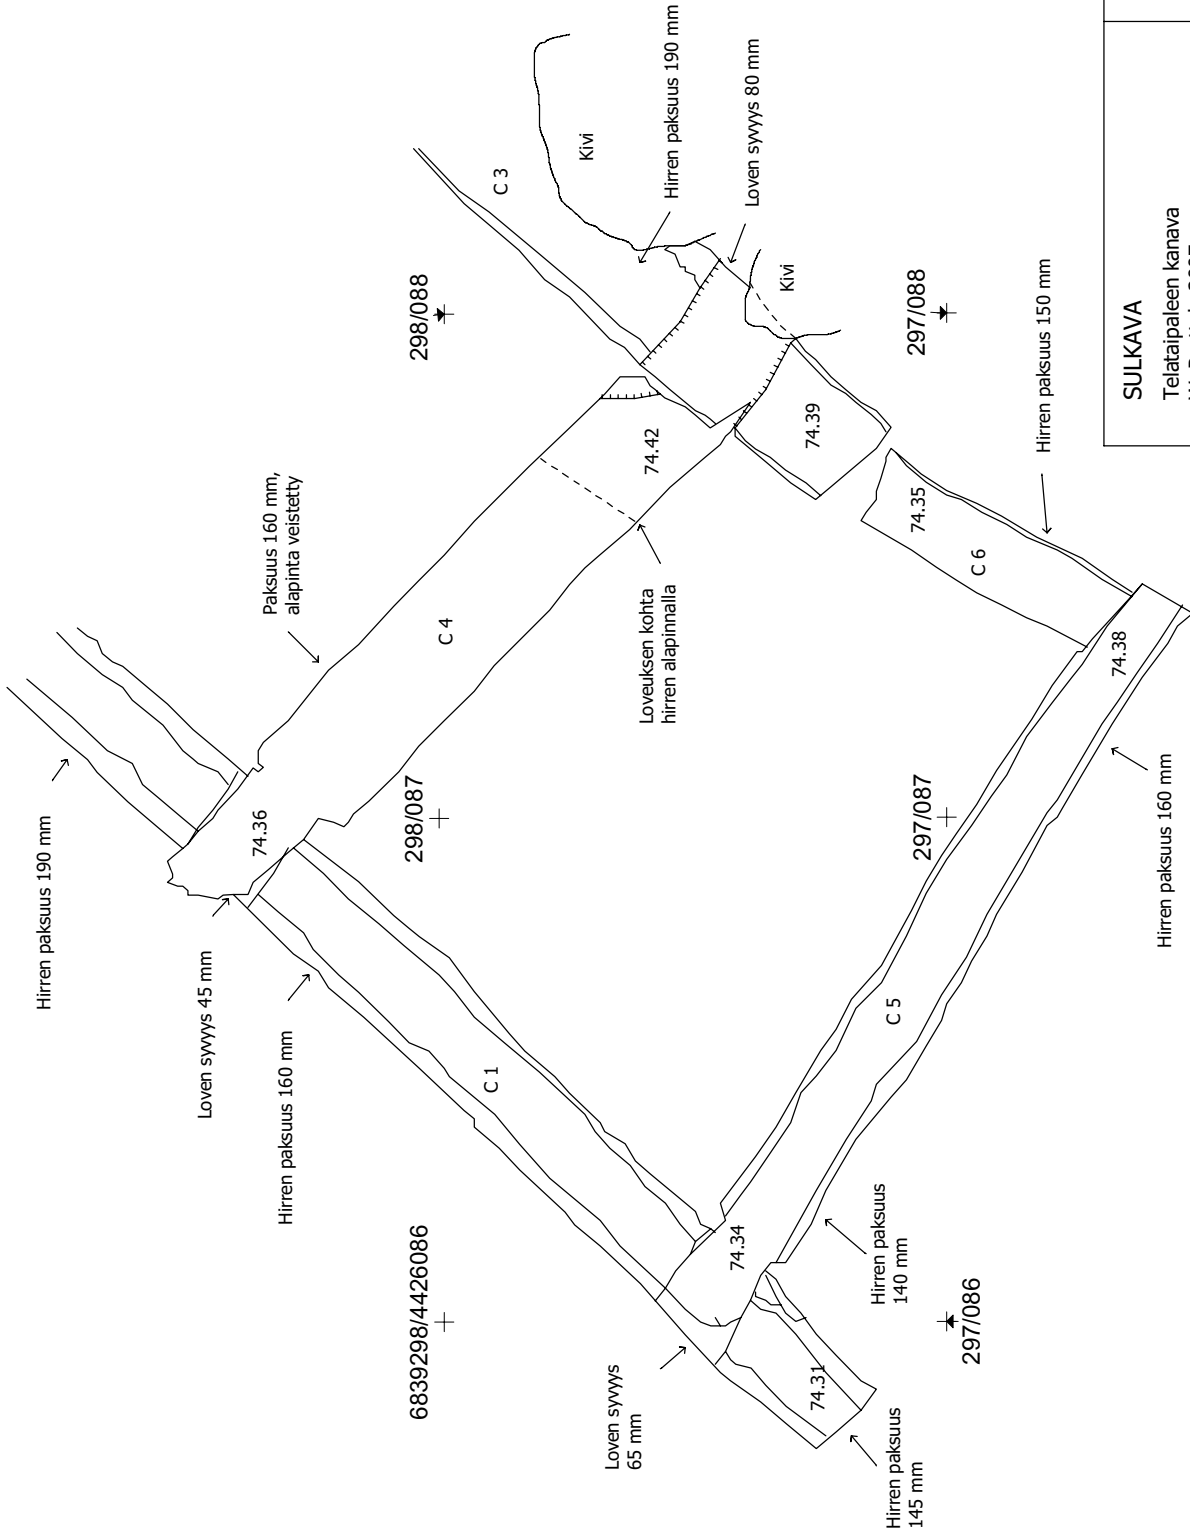 298/088
C 3
Kivi
Hirren paksuus 190 mm
Loven syvyys 80 mm
Kivi
297/088
Hirren paksuus 150 mm
SULKAVA
Telataipaleen kanava
Paksuus 160 mm,
alapinta veistetty
C 4
74.42
74.39
74.35
C 6
Loveuksen kohta
hirren alapinnalla
74.38
Hirren paksuus 190 mm
74.36
298/087
297/087
Hirren paksuus 160 mm
Loven syvyys 45 mm
Hirren paksuus 160 mm
C 1
C 5
6839298/4426086
74.34
Hirren paksuus
140 mm
297/086
Loven syvyys
65 mm
74.31
Hirren paksuus
145 mm